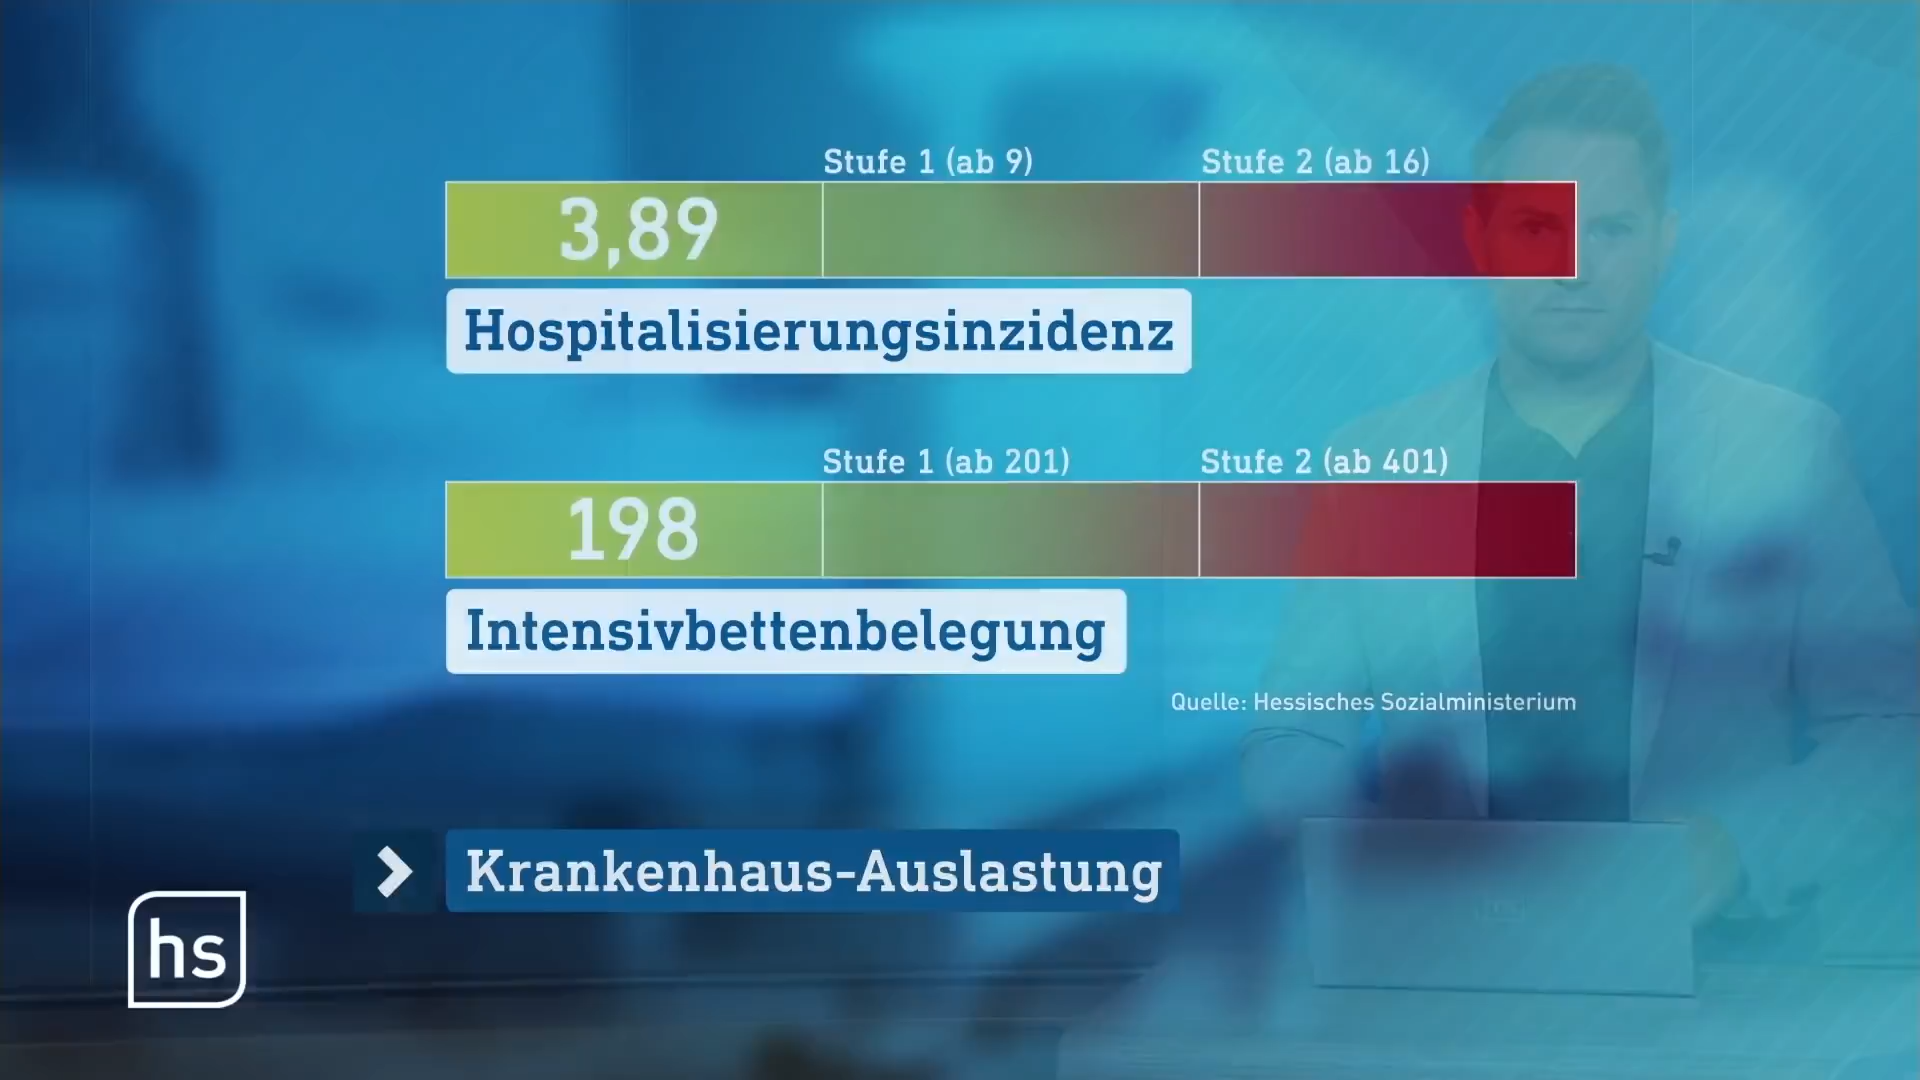 Stufe 1 (ab 9) Stufe 2 (ab 16)
3,89
Hospitalisierungsinzidenz
Stufe 1 (ab 201) Stufe 2 (ab 401)
198
Intensivbettenbelegung
Quelle: Hessisches Sozialministerium
Krankenhaus-Auslastung
hs